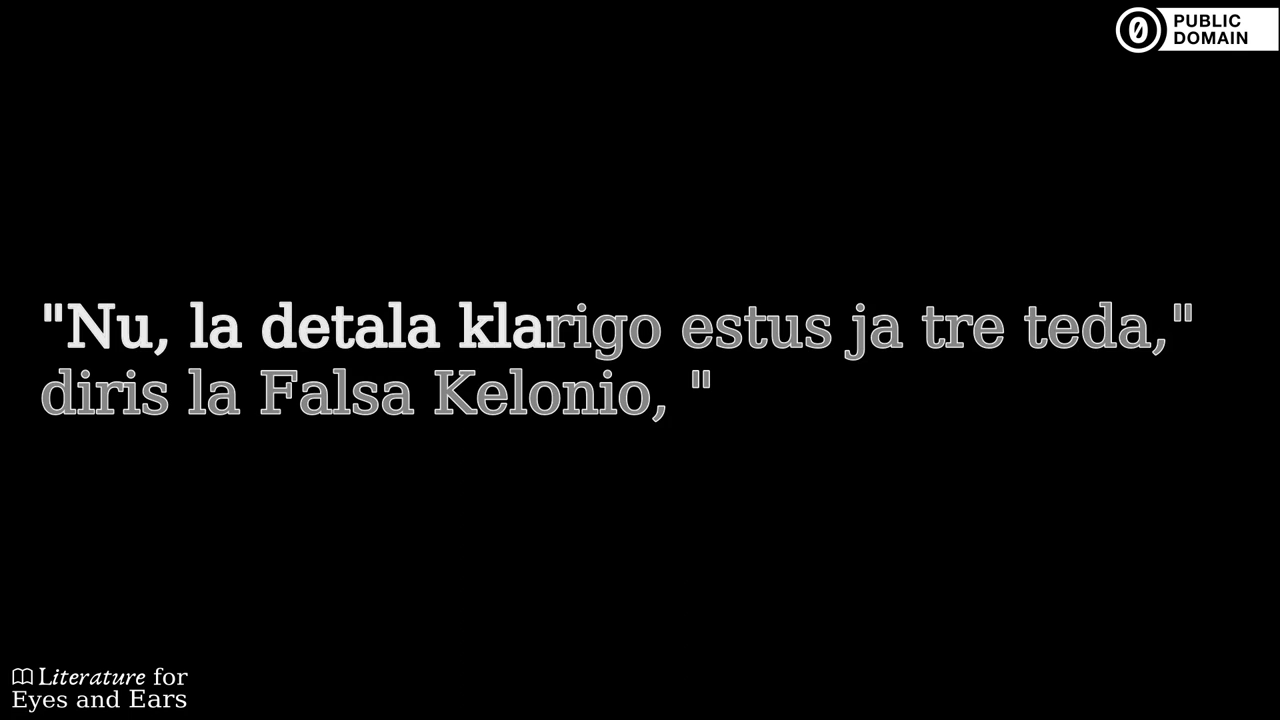 PUBLIC
DOMAIN
"Nu, la detala klarigo estus ja tre teda,"
diris la Falsa Kelonio, "
Literature for
Eyes and Ears